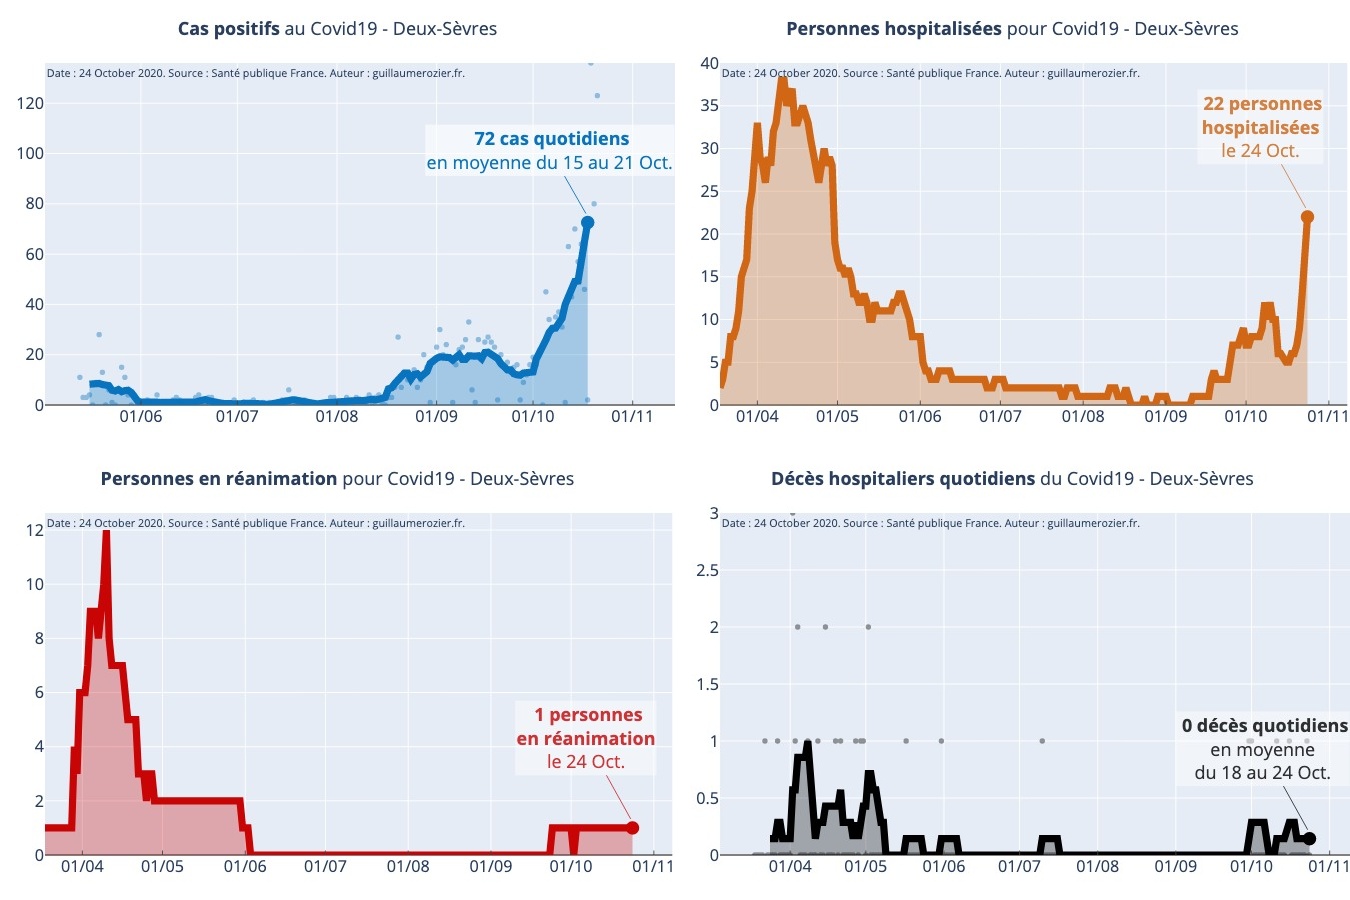 Cas positifs au Covid19 - Deux-Sèvres
Date : 24 October 2020. Source : Santé publique France. Auteur : guillaumerozier.fr.
120
100
80
60
40
20
0
72 cas quotidiens
en moyenne du 15 au 21 Oct.
01/06 01/07 01/08 01/09 01/10 01/11
Personnes hospitalisées pour Covid19 - Deux-Sèvres
Date : 24 October 2020. Source : Santé publique France. Auteur : guillaumerozier.fr.
40
35
30
25
20
15
10
5
0
22 personnes
hospitalisées
le 24 Oct.
01/04 01/05 01/06 01/07 01/08 01/09 01/10 01/11
Personnes en réanimation pour Covid19 - Deux-Sèvres
Date : 24 October 2020. Source : Santé publique France. Auteur : guillaumerozier.fr.
12
10
8
6
4
2
0
1 personnes
en réanimation
le 24 Oct.
01/04 01/05 01/06 01/07 01/08 01/09 01/10 01/11
Décès hospitaliers quotidiens du Covid19 - Deux-Sèvres
Date : 24 October 2020. Source : Santé publique France. Auteur : guillaumerozier.fr.
3
2.5
2
1.5
1
0.5
0
0 décès quotidiens
en moyenne
du 18 au 24 Oct.
01/04 01/05 01/06 01/07 01/08 01/09 01/10 01/11